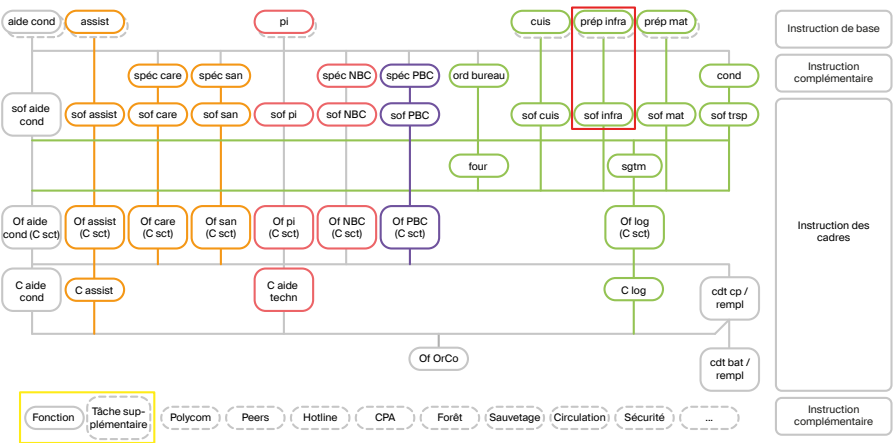 aide cond
assist
pi
cuis
prép infra
prép mat
Instruction de base
spéc care
spéc san
spéc NBC
spéc PBC
ord bureau
cond
Instruction
complémentaire
sof aide
cond
sof assist
sof care
sof san
sof pi
sof NBC
sof PBC
sof cuis
sof infra
sof mat
sof trsp
four
sgtm
Of aide
cond (C sct)
Of assist
(C sct)
Of care
(C sct)
Of san
(C sct)
Of pi
(C sct)
Of NBC
(C sct)
Of PBC
(C sct)
Of log
(C sct)
Instruction des
cadres
C aide
cond
C assist
C aide
techn
C log
cdt cp /
rempl
Of OrCo
cdt bat /
rempl
Fonction
Tâche sup-
plémentaire
Polycom
Peers
Hotline
CPA
Forêt
Sauvetage
Circulation
Sécurité
...
Instruction
complémentaire